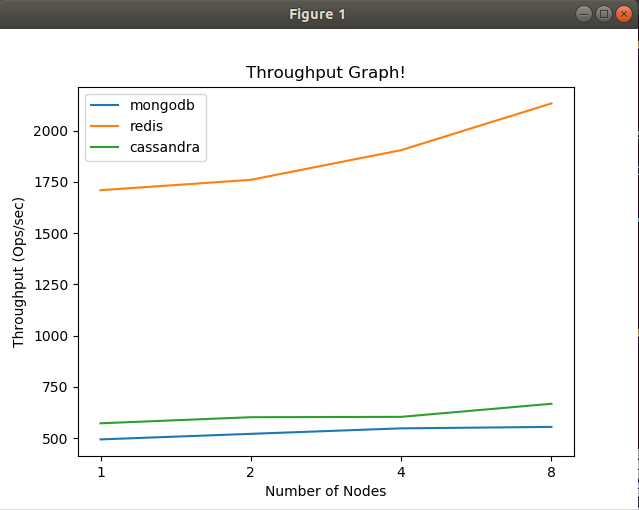 Figure 1
Throughput Graph!
mongodb
redis
cassandra
Throughput (Ops/sec)
2000
1750
1500
1250
1000
750
500
1 2 4 8
Number of Nodes